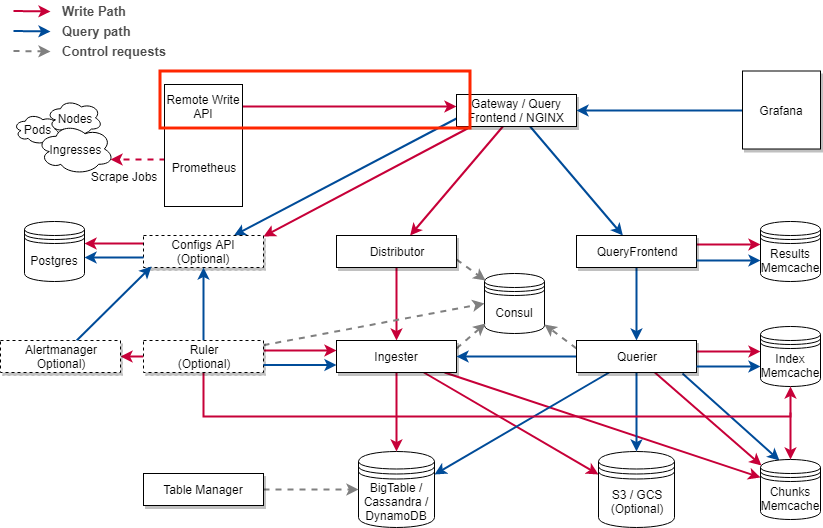 Write Path
Query path
Control requests
Remote Write
API
Prometheus
Gateway / Query
Frontend / NGINX
Grafana
Nodes
Pods
Ingresses
Scrape Jobs
Postgres
Configs API
(Optional)
Distributor
QueryFrontend
Results
Memcache
Consul
Alertmanager
Optional)
Ruler
(Optional)
Ingester
Querier
Index
Memcache
Table Manager
BigTable /
Cassandra /
DynamoDB
S3 / GCS
(Optional)
Chunks
Memcache